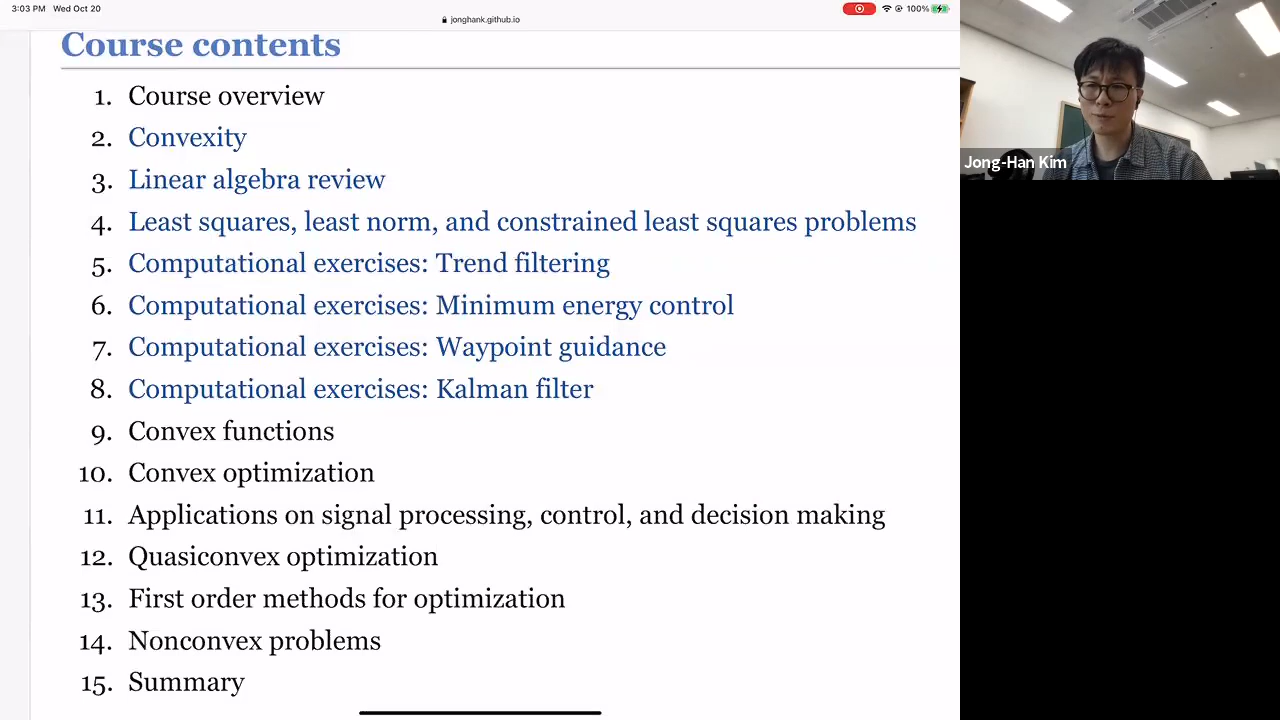 3:03 PM Wed Oct 20
100%
jonghank.github.io
Course contents
1. Course overview
2. Convexity
3. Linear algebra review
4. Least squares, least norm, and constrained least squares problems
5. Computational exercises: Trend filtering
6. Computational exercises: Minimum energy control
7. Computational exercises: Waypoint guidance
8. Computational exercises: Kalman filter
9. Convex functions
10. Convex optimization
11. Applications on signal processing, control, and decision making
12. Quasiconvex optimization
13. First order methods for optimization
14. Nonconvex problems
15. Summary
Jong-Han Kim